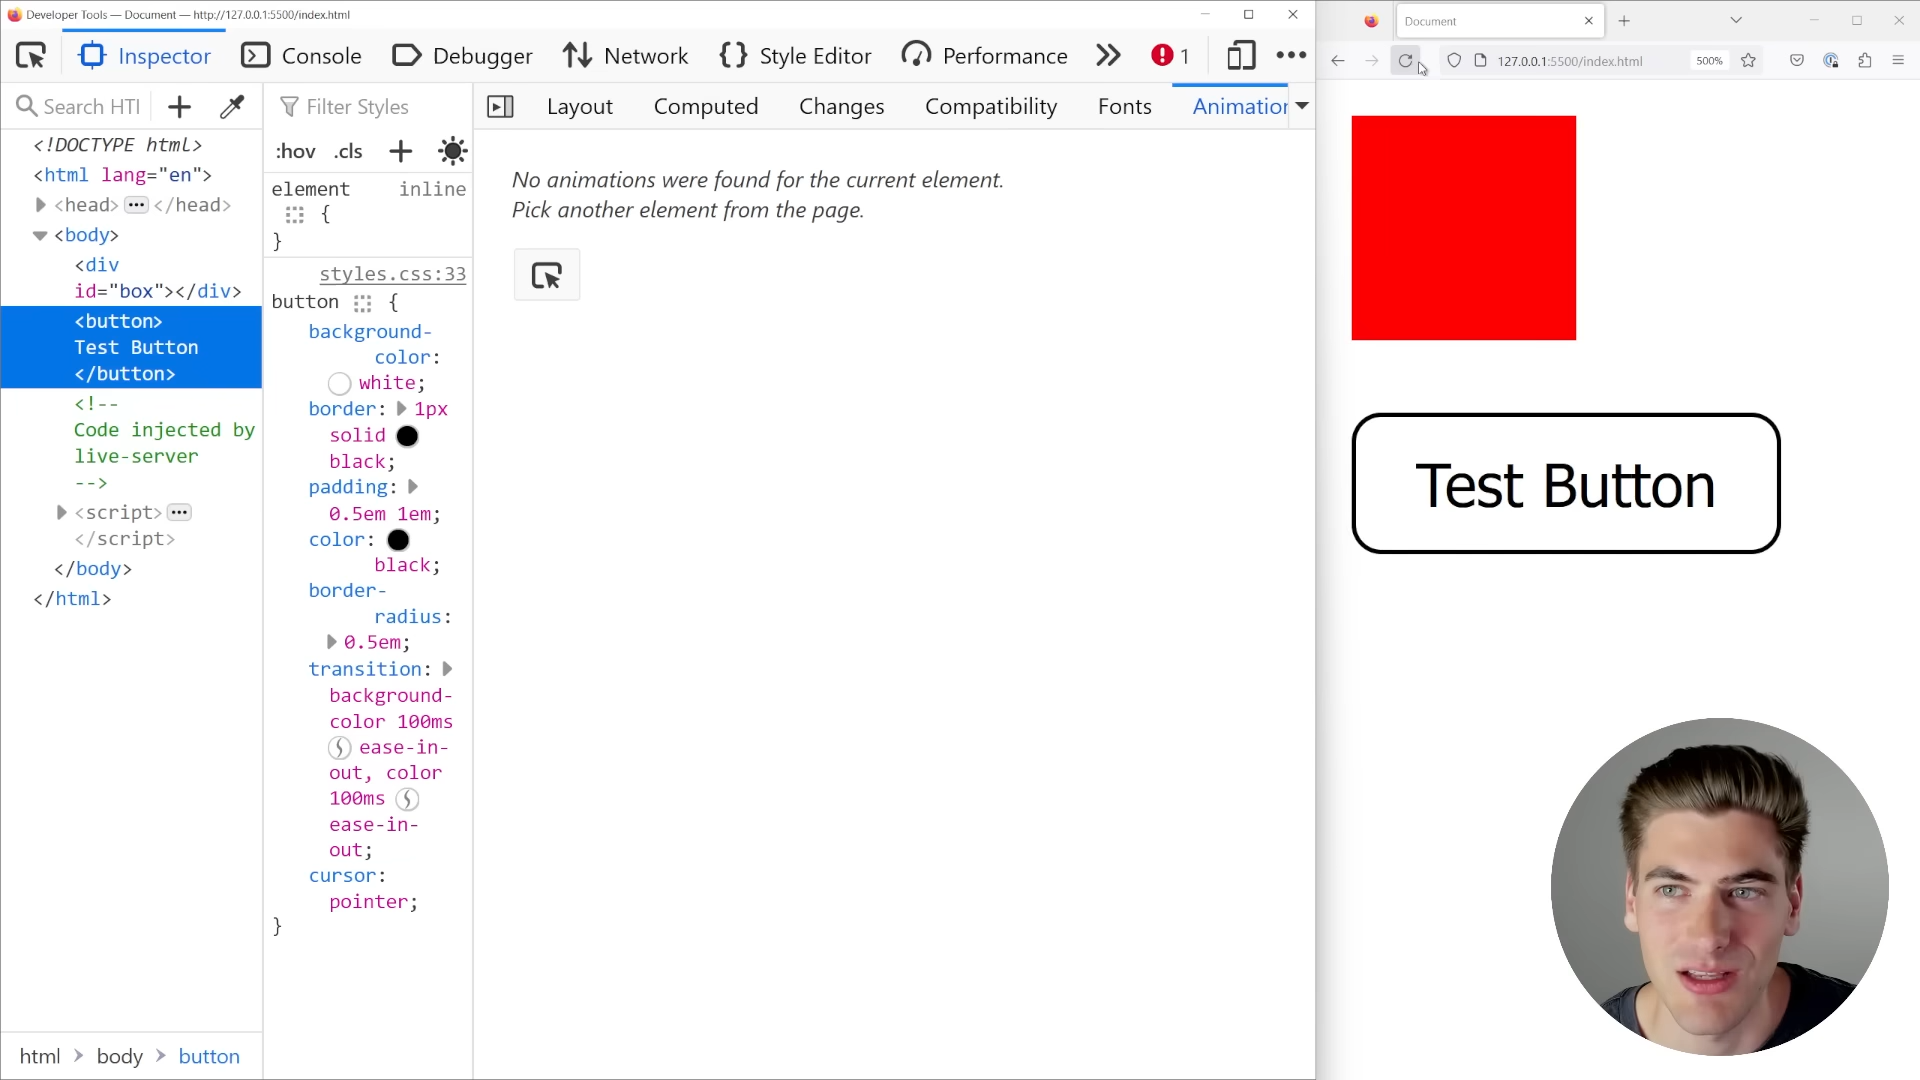 Developer Tools — Document — http://127.0.0.1:5500/index.html
Inspector Console Debugger Network Style Editor Performance 1
Search HTI
<!DOCTYPE html>
<html lang="en">
<head> </head>
<body>
<div
id="box"></div>
<button>
Test Button
</button>
<!--
Code injected by
live-server
-->
<script>
</script>
</body>
</html>
html body button
Filter Styles
:hov .cls
element inline
{
}
styles.css:33
button {
background-
color:
white;
border: 1px
solid
black;
padding:
0.5em 1em;
color:
black;
border-
radius:
0.5em;
transition:
background-
color 100ms
ease-in-
out, color
100ms
ease-in-
out;
cursor:
pointer;
}
Layout Computed Changes Compatibility Fonts Animation
No animations were found for the current element.
Pick another element from the page.
Document
127.0.0.1:5500/index.html 500%
Test Button